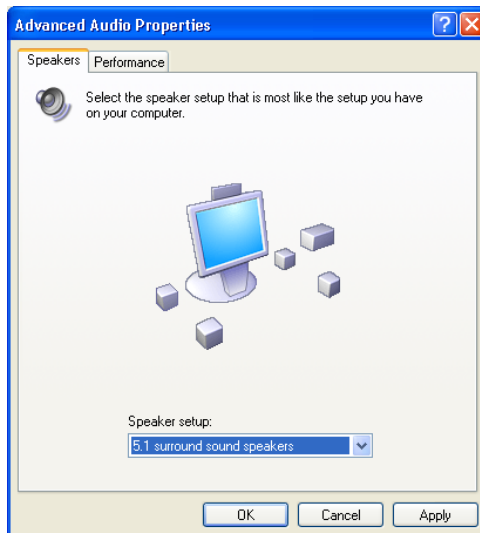 Advanced Audio Properties
Speakers
Performance
Select the speaker setup that is most like the setup you have
on your computer.
Speaker setup:
5.1 surround sound speakers
OK
Cancel
Apply